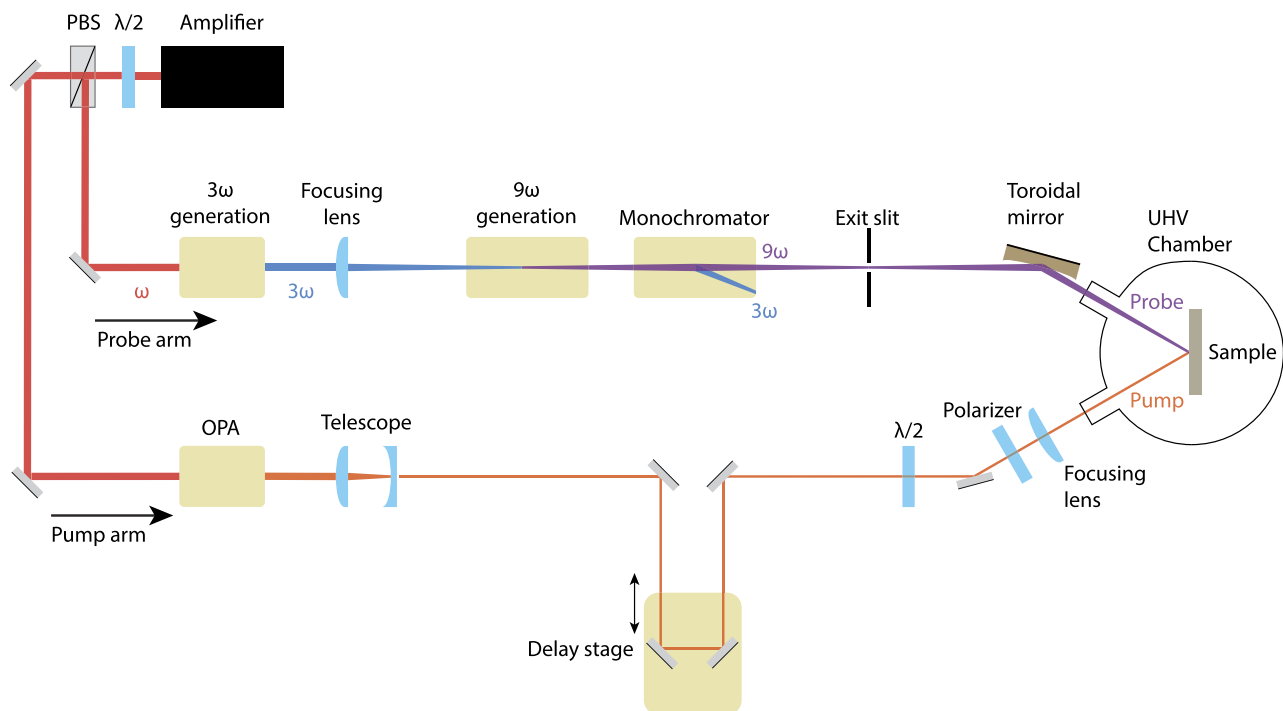 PBS
λ/2
Amplifier
3ω
generation
Focusing
lens
9ω
generation
Monochromator
Exit slit
Toroidal
mirror
UHV
Chamber
9ω
ω
3ω
3ω
Probe
Probe arm
Sample
Pump
OPA
Telescope
λ/2
Polarizer
Focusing
lens
Pump arm
Delay stage